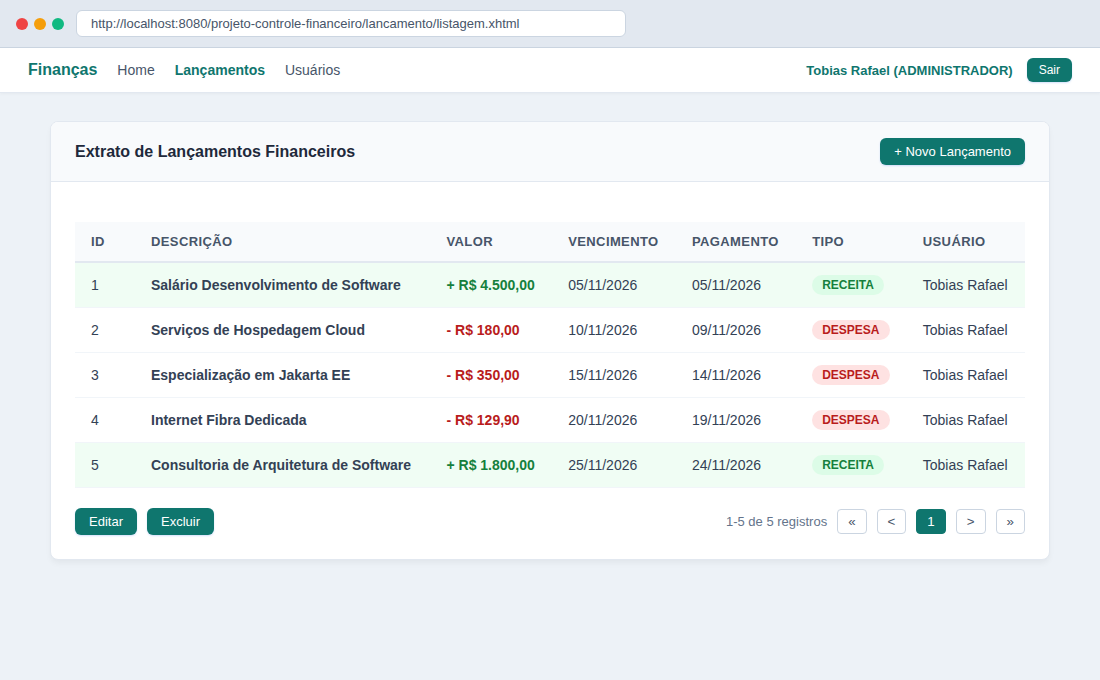 http://localhost:8080/projeto-controle-financeiro/lancamento/listagem.xhtml
Finanças Home Lançamentos Usuários Tobias Rafael (ADMINISTRADOR) Sair
Extrato de Lançamentos Financeiros + Novo Lançamento
ID DESCRIÇÃO VALOR VENCIMENTO PAGAMENTO TIPO USUÁRIO
1 Salário Desenvolvimento de Software + R$ 4.500,00 05/11/2026 05/11/2026 RECEITA Tobias Rafael
2 Serviços de Hospedagem Cloud - R$ 180,00 10/11/2026 09/11/2026 DESPESA Tobias Rafael
3 Especialização em Jakarta EE - R$ 350,00 15/11/2026 14/11/2026 DESPESA Tobias Rafael
4 Internet Fibra Dedicada - R$ 129,90 20/11/2026 19/11/2026 DESPESA Tobias Rafael
5 Consultoria de Arquitetura de Software + R$ 1.800,00 25/11/2026 24/11/2026 RECEITA Tobias Rafael
Editar Excluir 1-5 de 5 registros « < 1 > »